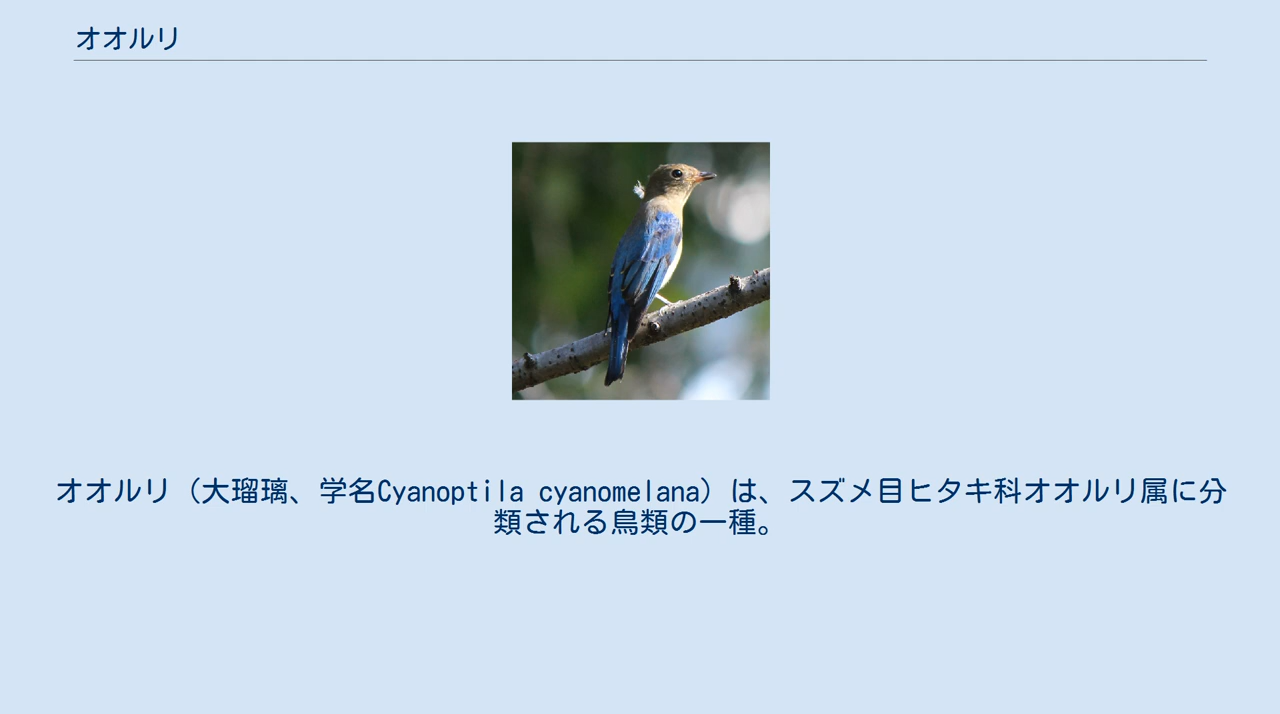 オオルリ
オオルリ（大瑠璃、学名Cyanoptila cyanomelana）は、スズメ目ヒタキ科オオルリ属に分
類される鳥類の一種。